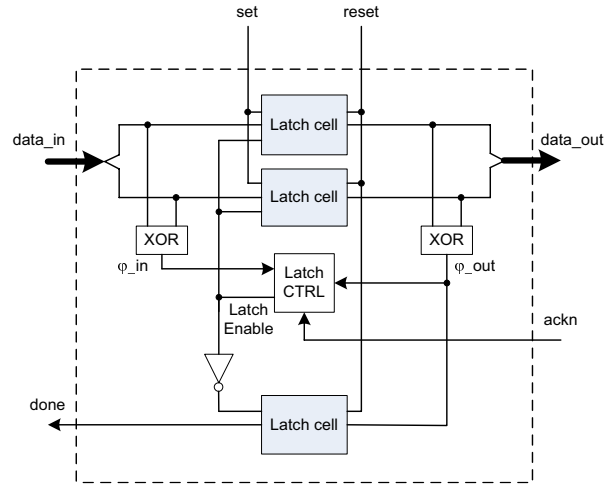 set
reset
data_in
data_out
Latch cell
Latch cell
XOR
XOR
φ_in
φ_out
Latch
CTRL
Latch
Enable
ackn
done
Latch cell